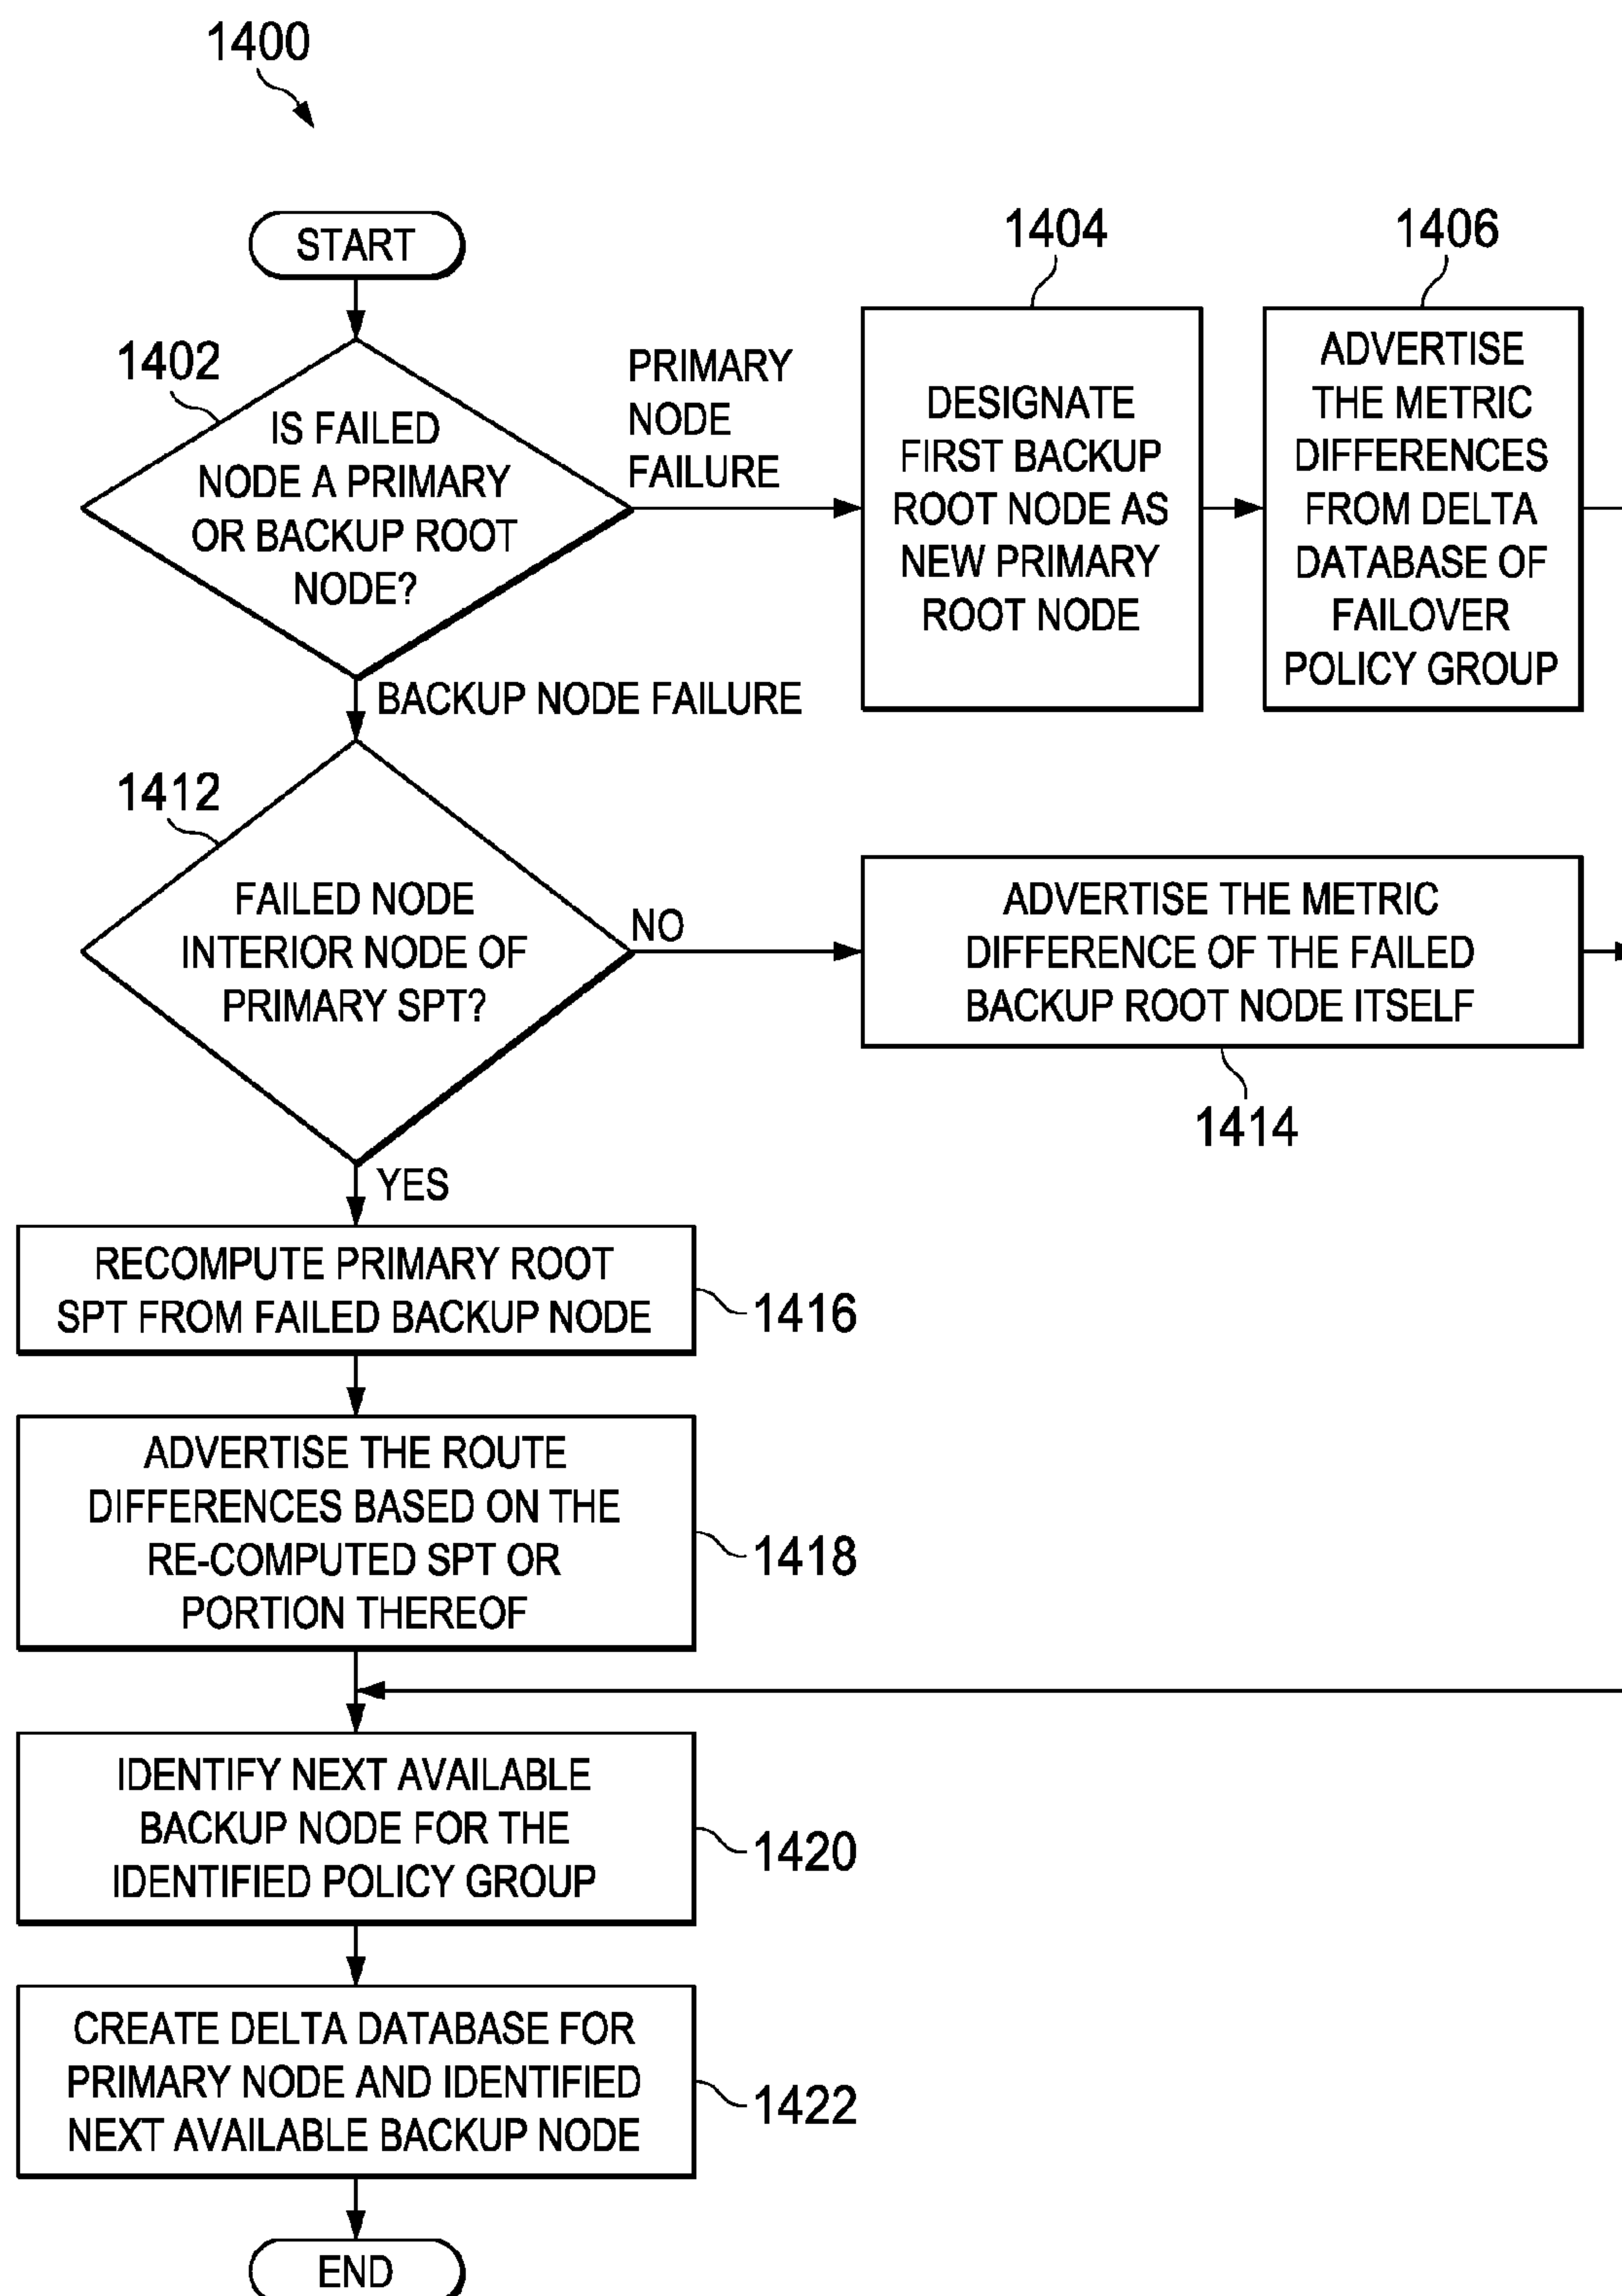 1400
START
1402
IS FAILED
NODE A PRIMARY
OR BACKUP ROOT
NODE?
PRIMARY
NODE
FAILURE
1404
DESIGNATE
FIRST BACKUP
ROOT NODE AS
NEW PRIMARY
ROOT NODE
1406
ADVERTISE
THE METRIC
DIFFERENCES
FROM DELTA
DATABASE OF
FAILOVER
POLICY GROUP
BACKUP NODE FAILURE
1412
FAILED NODE
INTERIOR NODE OF
PRIMARY SPT?
NO
ADVERTISE THE METRIC
DIFFERENCE OF THE FAILED
BACKUP ROOT NODE ITSELF
1414
YES
RECOMPUTE PRIMARY ROOT
SPT FROM FAILED BACKUP NODE
1416
ADVERTISE THE ROUTE
DIFFERENCES BASED ON THE
RE-COMPUTED SPT OR
PORTION THEREOF
1418
IDENTIFY NEXT AVAILABLE
BACKUP NODE FOR THE
IDENTIFIED POLICY GROUP
1420
CREATE DELTA DATABASE FOR
PRIMARY NODE AND IDENTIFIED
NEXT AVAILABLE BACKUP NODE
1422
END